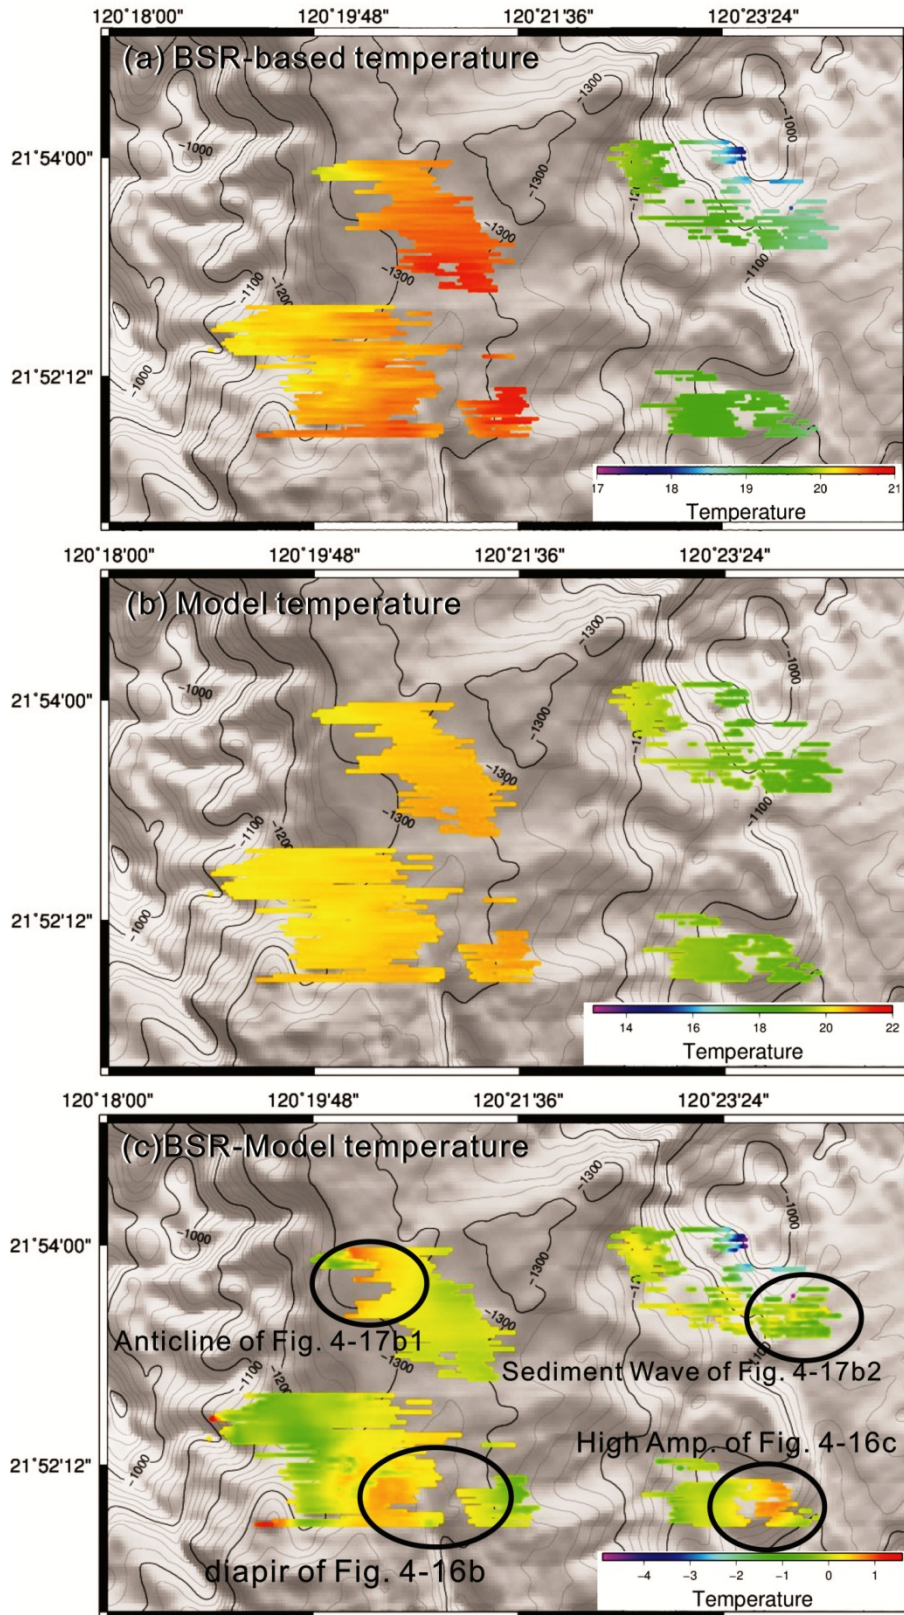 120˚18'00" 120˚19'48" 120˚21'36" 120˚23'24"
(a) BSR-based temperature
-1300
-1000
-1000
21˚54'00"
-1300
-1300
-1300
-1100
-1100
-1200
21˚52'12"
-1000
17 18 19 20 21
Temperature
120˚18'00" 120˚19'48" 120˚21'36" 120˚23'24"
(b) Model temperature
-1300
-1000
-1000
21˚54'00"
-1300
-1300
-1300
-1100
-1100
-1200
21˚52'12"
-1000
14 16 18 20 22
Temperature
120˚18'00" 120˚19'48" 120˚21'36" 120˚23'24"
(c)BSR-Model temperature
-1300
-1000
-1000
21˚54'00"
-1300
-1300
Anticline of Fig. 4-17b1
-1300
-1100
Sediment Wave of Fig. 4-17b2
-1100
-1200
High Amp. of Fig. 4-16c
21˚52'12"
-1000
diapir of Fig. 4-16b
-4 -3 -2 -1 0 1
Temperature